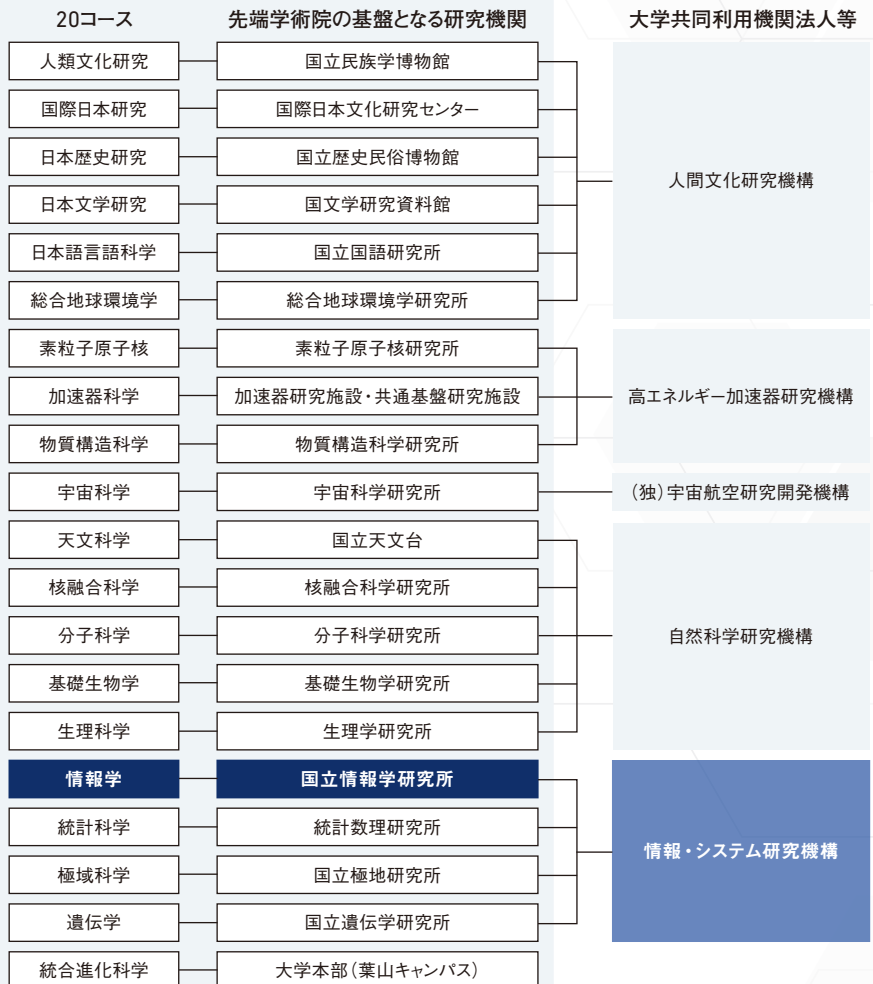 20コース 先端学術院の基盤となる研究機関 大学共同利用機関法人等
人類文化研究 国立民族学博物館
国際日本研究 国際日本文化研究センター
日本歴史研究 国立歴史民俗博物館
人間文化研究機構
日本文学研究 国文学研究資料館
日本語言語科学 国立国語研究所
総合地球環境学 総合地球環境学研究所
素粒子原子核 素粒子原子核研究所
加速器科学 加速器研究施設・共通基盤研究施設 高エネルギー加速器研究機構
物質構造科学 物質構造科学研究所
宇宙科学 宇宙科学研究所 (独)宇宙航空研究開発機構
天文科学 国立天文台
核融合科学 核融合科学研究所
分子科学 分子科学研究所 自然科学研究機構
基礎生物学 基礎生物学研究所
生理科学 生理学研究所
情報学 国立情報学研究所
統計科学 統計数理研究所
情報・システム研究機構
極域科学 国立極地研究所
遺伝学 国立遺伝学研究所
統合進化科学 大学本部(葉山キャンパス)